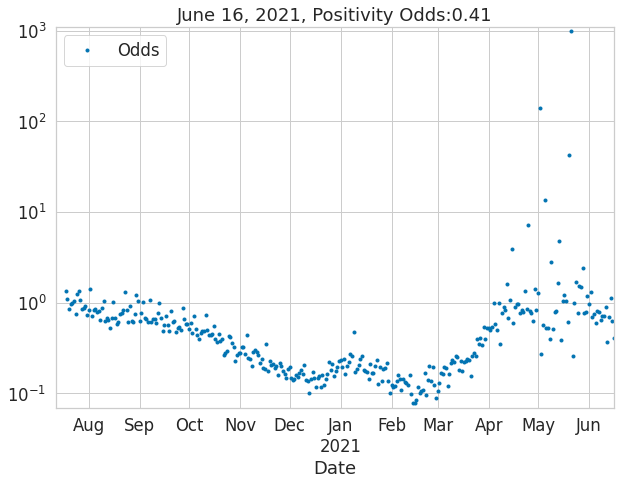 June 16, 2021, Positivity Odds:0.41
Odds
10³
10²
10¹
10⁰
10⁻¹
Aug Sep Oct Nov Dec Jan Feb Mar Apr May Jun
2021
Date